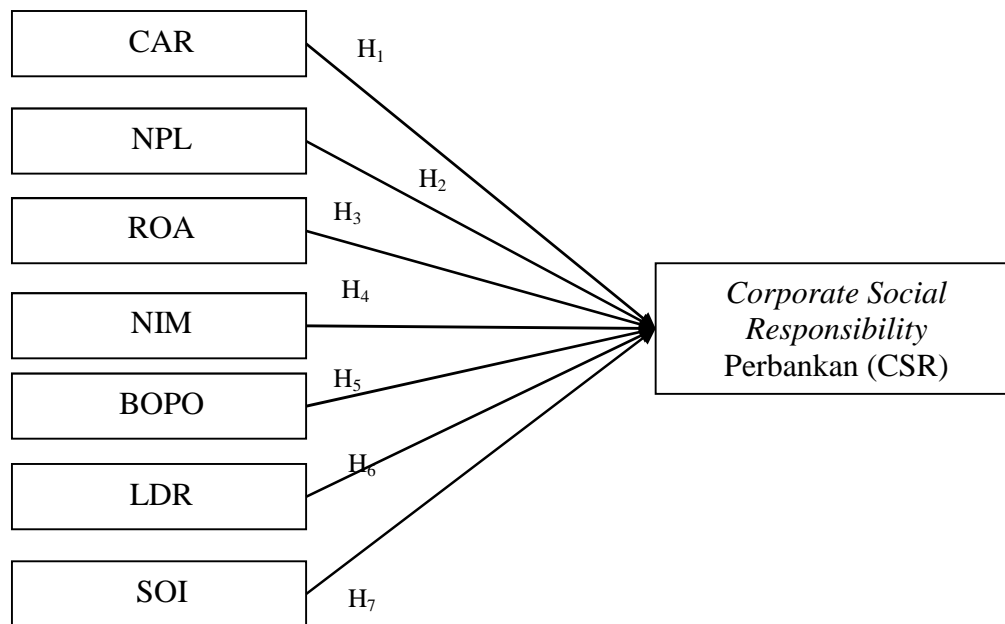 CAR
H₁
NPL
H₂
ROA
H₃
NIM
H₄
BOPO
H₅
LDR
H₆
SOI
H₇
Corporate Social
Responsibility
Perbankan (CSR)